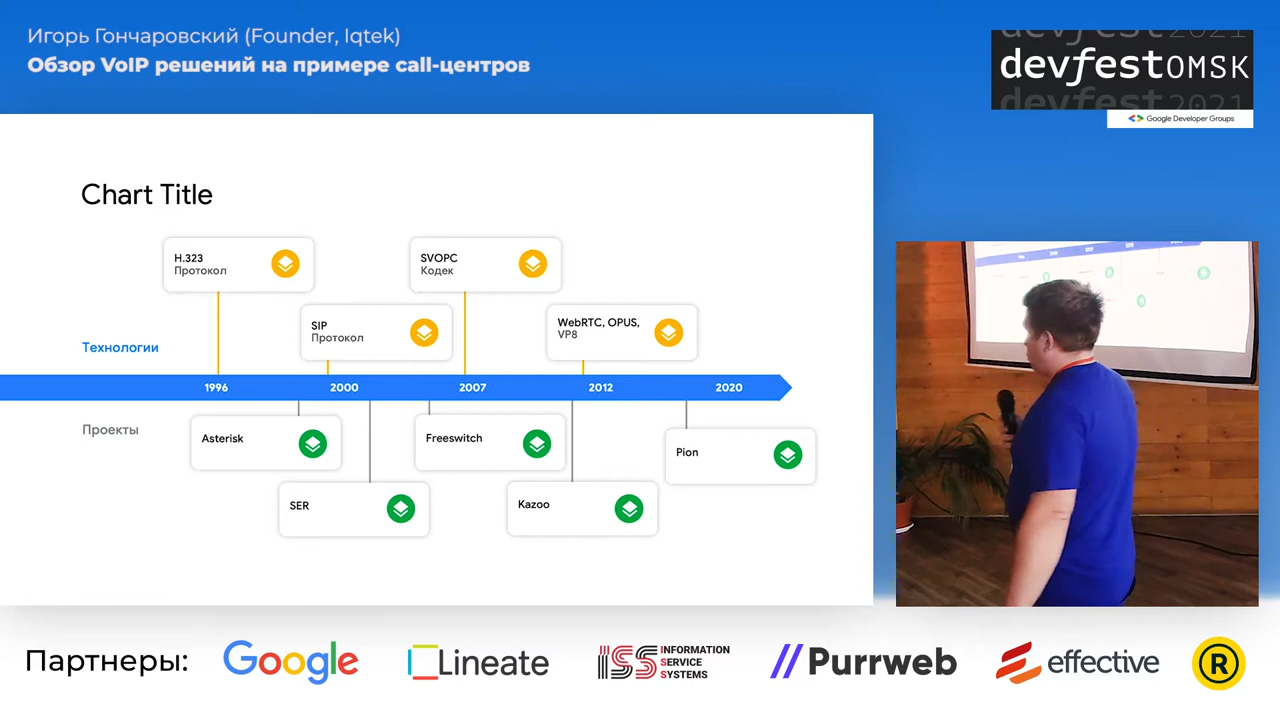 Игорь Гончаровский (Founder, Iqtek)
Обзор VoIP решений на примере call-центров
devfest2021
devfestOMSK
devfest2021
Google Developer Groups
Chart Title
H.323
Протокол
SVOPC
Кодек
SIP
Протокол
WebRTC, OPUS,
VP8
Технологии
1996
2000
2007
2012
2020
Проекты
Asterisk
Freeswitch
Pion
SER
Kazoo
Партнеры:
Google
Lineate
ISS INFORMATION
SERVICE
SYSTEMS
Purrweb
effective
R